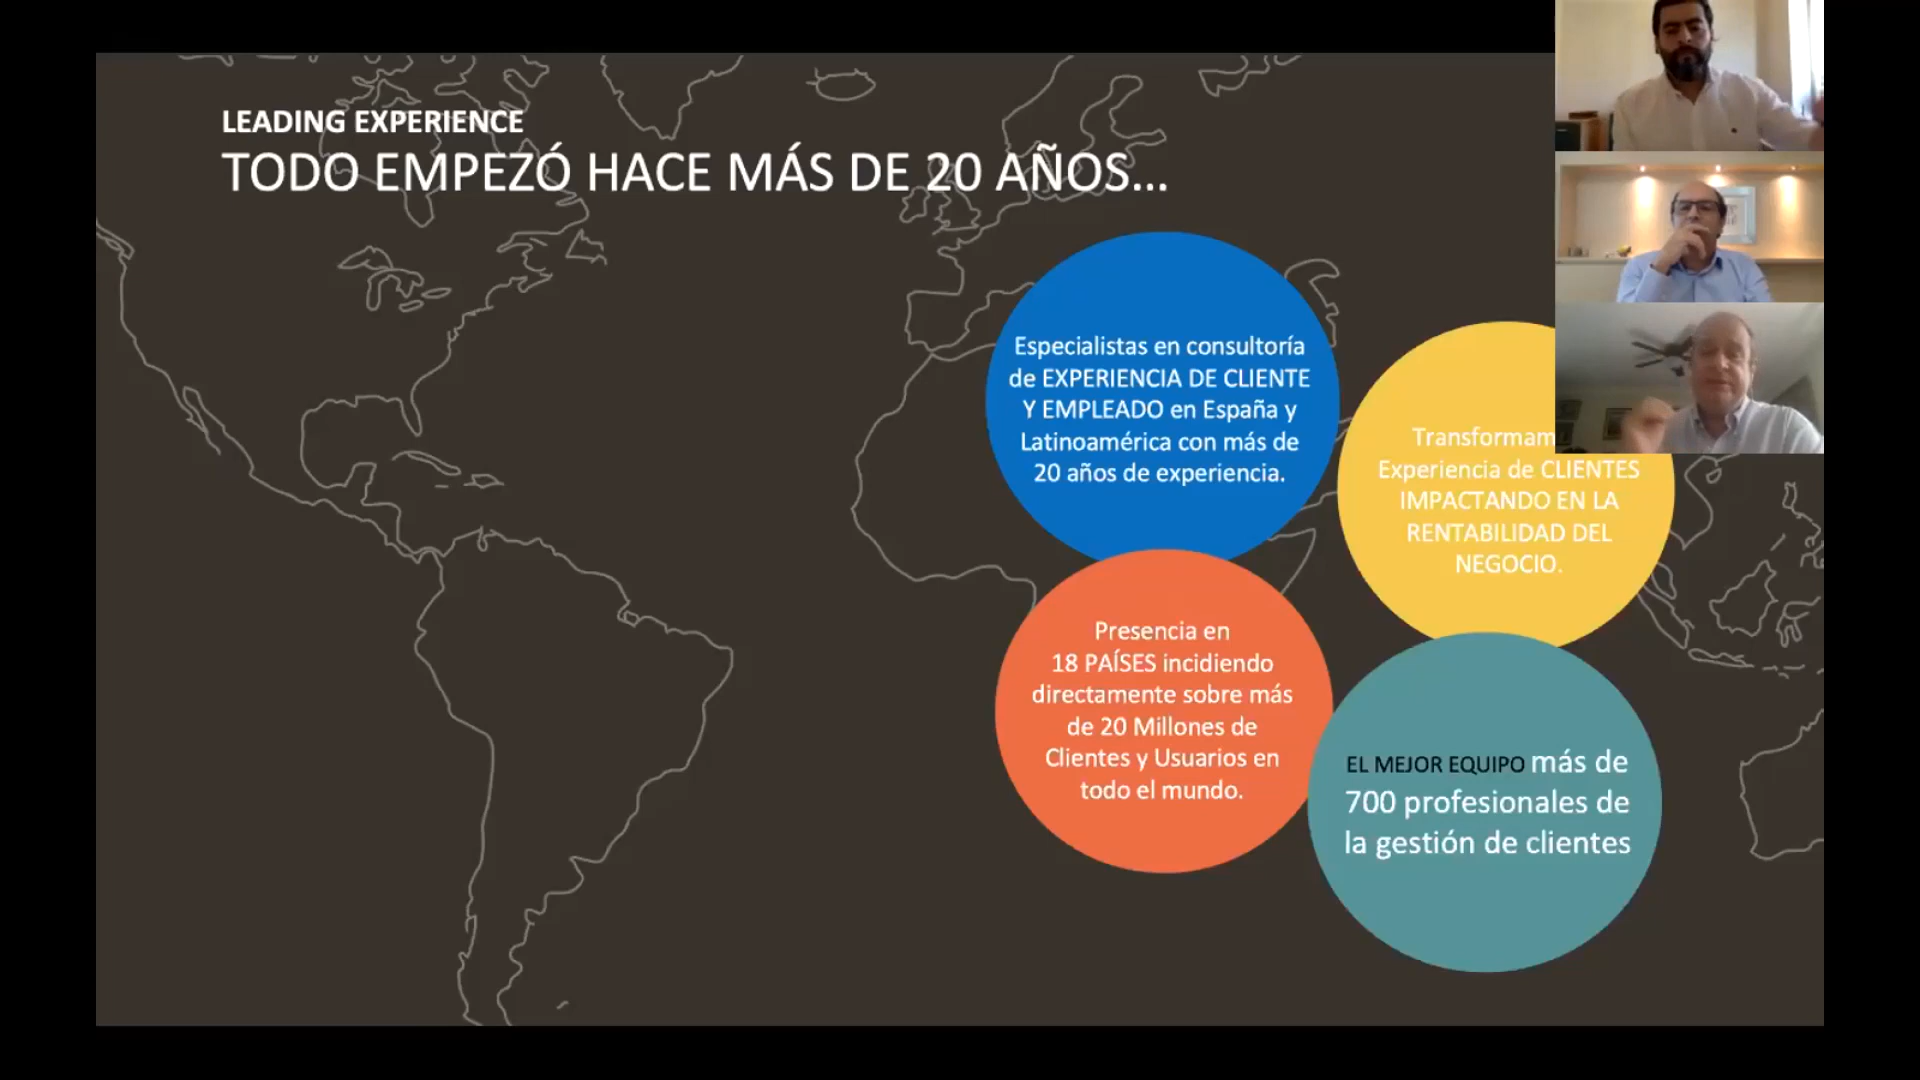 LEADING EXPERIENCE
TODO EMPEZÓ HACE MÁS DE 20 AÑOS...
Especialistas en consultoría
de EXPERIENCIA DE CLIENTE
Y EMPLEADO en España y
Latinoamérica con más de
20 años de experiencia.
Experiencia de CLIENTES
IMPACTANDO EN LA
RENTABILIDAD DEL
NEGOCIO.
Presencia en
18 PAÍSES incidiendo
directamente sobre más
de 20 Millones de
Clientes y Usuarios en
todo el mundo.
EL MEJOR EQUIPO más de
700 profesionales de
la gestión de clientes